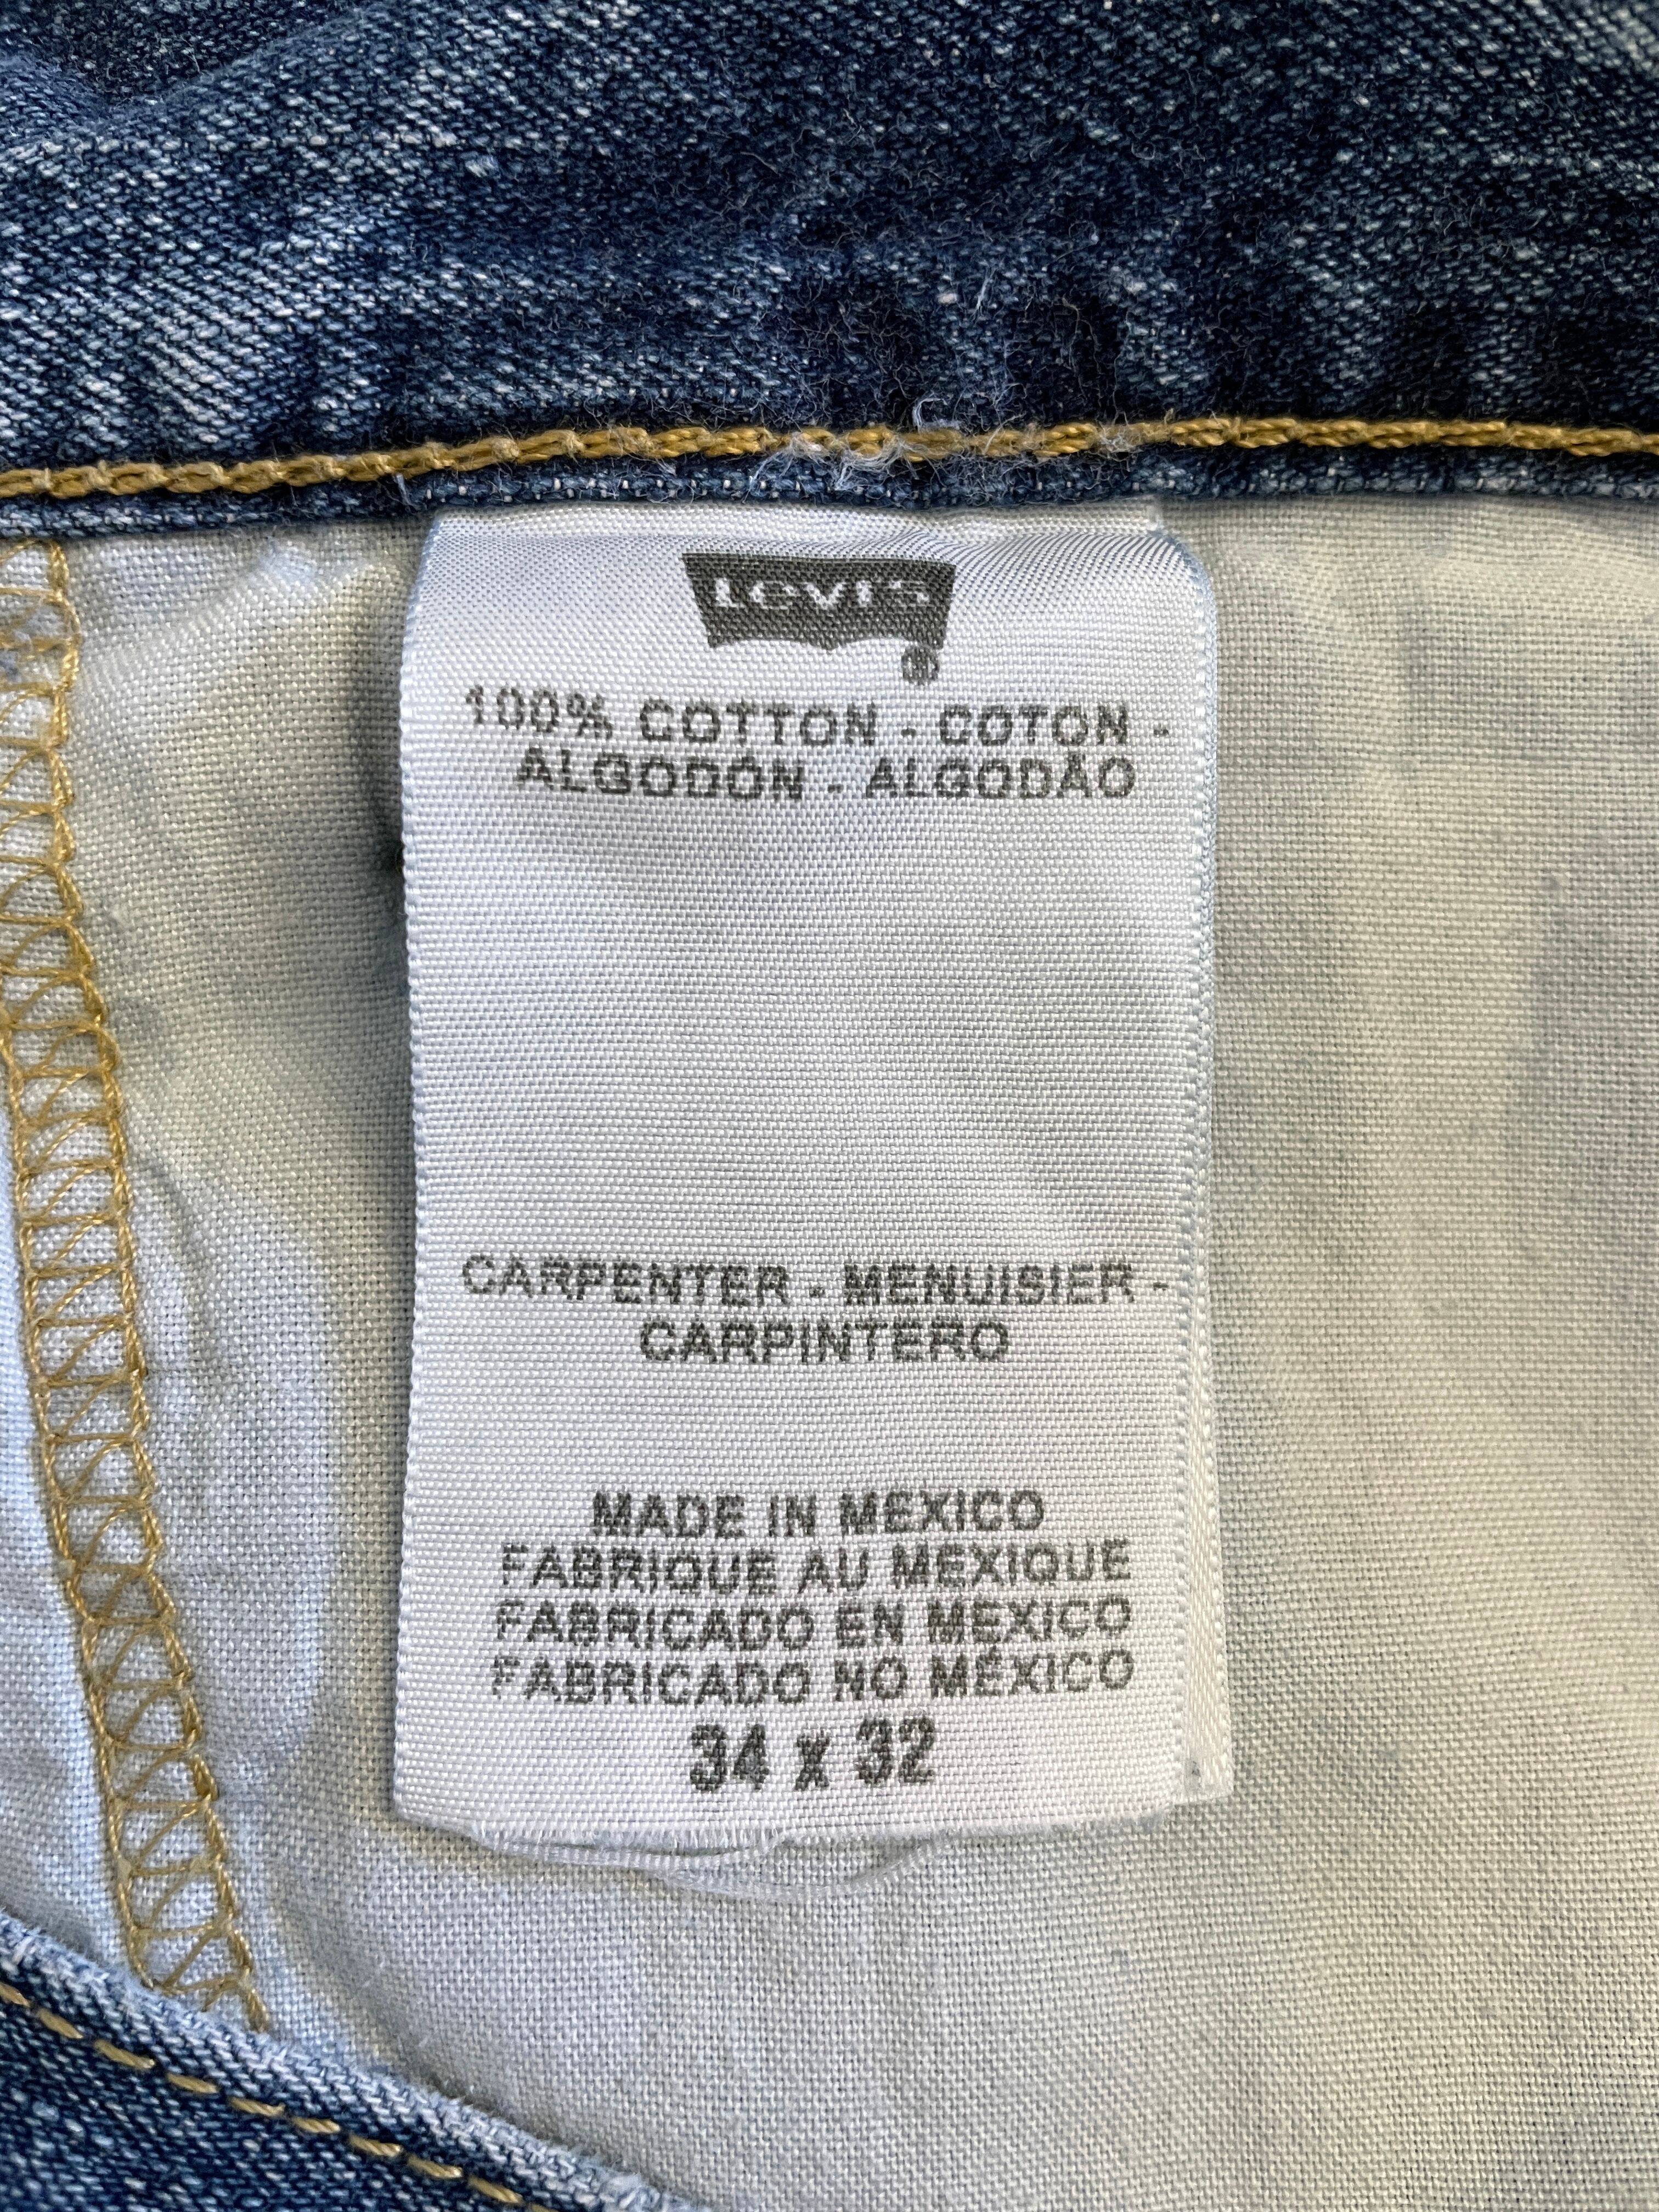 Levi's
®
100% COTTON - COTON -
ALGODÓN - ALGODÃO
CARPENTER - MENUISIER -
CARPINTERO
MADE IN MEXICO
FABRIQUE AU MEXIQUE
FABRICADO EN MEXICO
FABRICADO NO MÉXICO
34 x 32